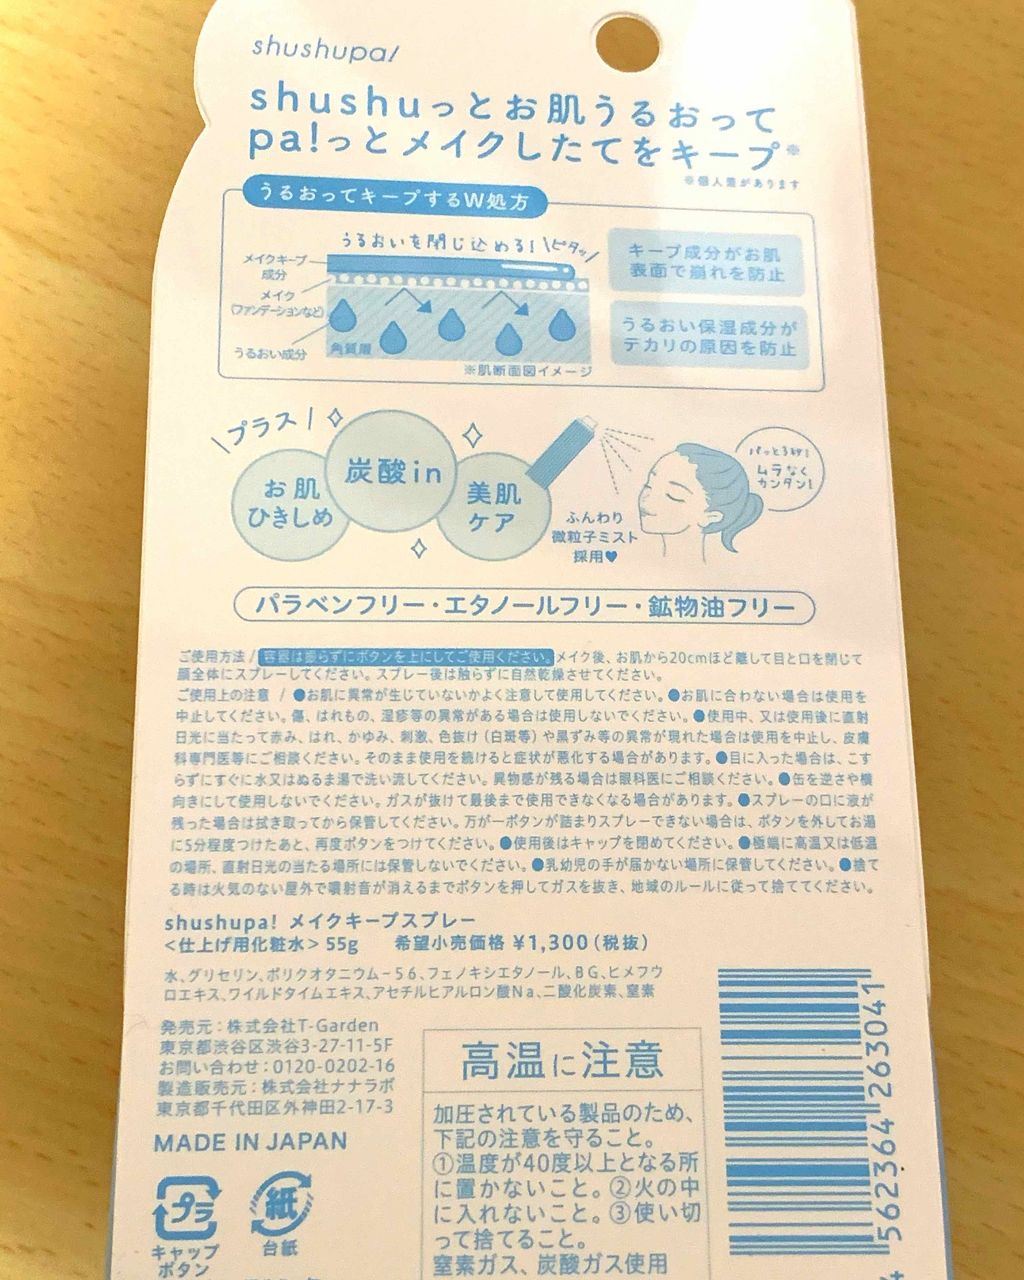 shushupa!
shushuっとお肌うるおって
pa!っとメイクしたてをキープ※
※個人差があります
うるおってキープするW処方
うるおいを閉じ込める! ピタッ
メイクキープ
成分
メイク
(ファンデーションなど)
うるおい成分
角質層
※肌断面図イメージ
キープ成分がお肌
表面で崩れを防止
うるおい保湿成分が
テカリの原因を防止
プラス
お肌
ひきしめ
炭酸in
美肌
ケア
ふんわり
微粒子ミスト
採用♥
パッと3秒!
ムラなく
カンタン!
パラベンフリー・エタノールフリー・鉱物油フリー
ご使用方法 / 容器は振らずにボタンを上にしてご使用ください。メイク後、お肌から20cmほど離して目と口を閉じて
顔全体にスプレーしてください。スプレー後は触らずに自然乾燥させてください。
ご使用上の注意 / ●お肌に異常が生じていないかよく注意して使用してください。●お肌に合わない場合は使用を
中止してください。傷、はれもの、湿疹等の異常がある場合は使用しないでください。●使用中、又は使用後に直射
日光に当たって赤み、はれ、かゆみ、刺激、色抜け(白斑等)や黒ずみ等の異常が現れた場合は使用を中止し、皮膚
科専門医等にご相談ください。そのまま使用を続けると症状が悪化する場合があります。●目に入った場合は、こす
らずにすぐに水又はぬるま湯で洗い流してください。異物感が残る場合は眼科医にご相談ください。●缶を逆さや横
向きにして使用しないでください。ガスが抜けて最後まで使用できなくなる場合があります。●スプレーの口に液が
残った場合は拭き取ってから保管してください。万が一ボタンが詰まりスプレーできない場合は、ボタンを外してお湯
に5分程度つけたあと、再度ボタンをつけてください。●使用後はキャップを閉めてください。●極端に高温又は低温
の場所、直射日光の当たる場所には保管しないでください。●乳幼児の手が届かない場所に保管してください。●捨て
る時は火気のない屋外で噴射音が消えるまでボタンを押してガスを抜き、地域のルールに従って捨ててください。
shushupa! メイクキープスプレー
<仕上げ用化粧水> 55g 希望小売価格 ¥1,300(税抜)
水、グリセリン、ポリクオタニウム-56、フェノキシエタノール、BG、ヒメフウ
ロエキス、ワイルドタイムエキス、アセチルヒアルロン酸Na、二酸化炭素、窒素
発売元:株式会社T-Garden
東京都渋谷区渋谷3-27-11-5F
お問い合わせ:0120-0202-16
製造販売元:株式会社ナナラボ
東京都千代田区外神田2-17-3
MADE IN JAPAN
プラ
キャップ
ボタン
紙
台紙
高温に注意
加圧されている製品のため、
下記の注意を守ること。
①温度が40度以上となる所
に置かないこと。②火の中
に入れないこと。③使い切
って捨てること。
窒素ガス、炭酸ガス使用
562364 263041